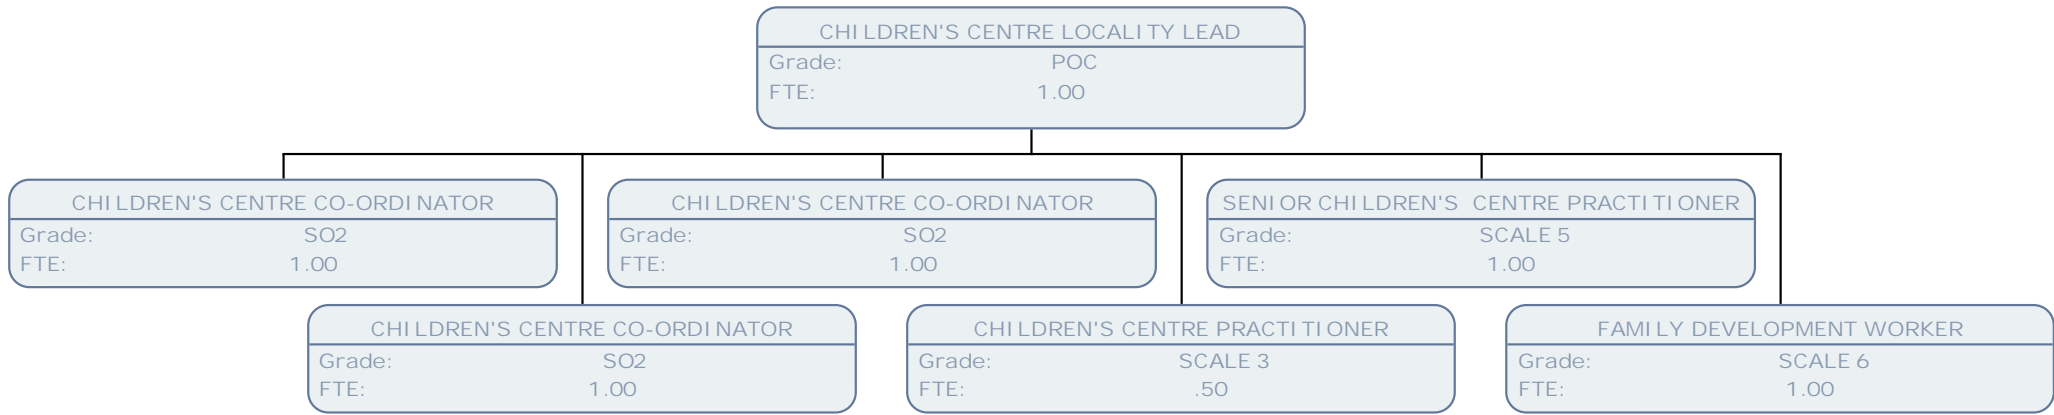 CHILDREN'S CENTRE LOCALITY LEAD
Grade: POC
FTE: 1.00
CHILDREN'S CENTRE CO-ORDINATOR
Grade: SO2
FTE: 1.00
CHILDREN'S CENTRE CO-ORDINATOR
Grade: SO2
FTE: 1.00
SENIOR CHILDREN'S CENTRE PRACTITIONER
Grade: SCALE 5
FTE: 1.00
CHILDREN'S CENTRE CO-ORDINATOR
Grade: SO2
FTE: 1.00
CHILDREN'S CENTRE PRACTITIONER
Grade: SCALE 3
FTE: .50
FAMILY DEVELOPMENT WORKER
Grade: SCALE 6
FTE: 1.00